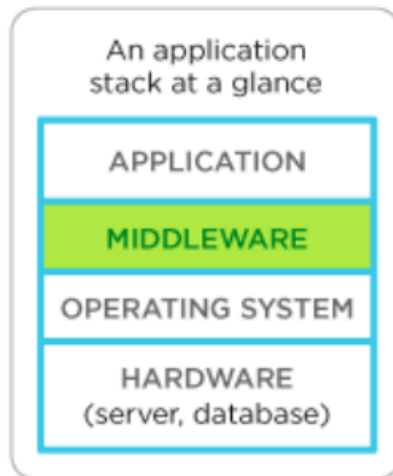 An application
stack at a glance
APPLICATION
MIDDLEWARE
OPERATING SYSTEM
HARDWARE
(server, database)